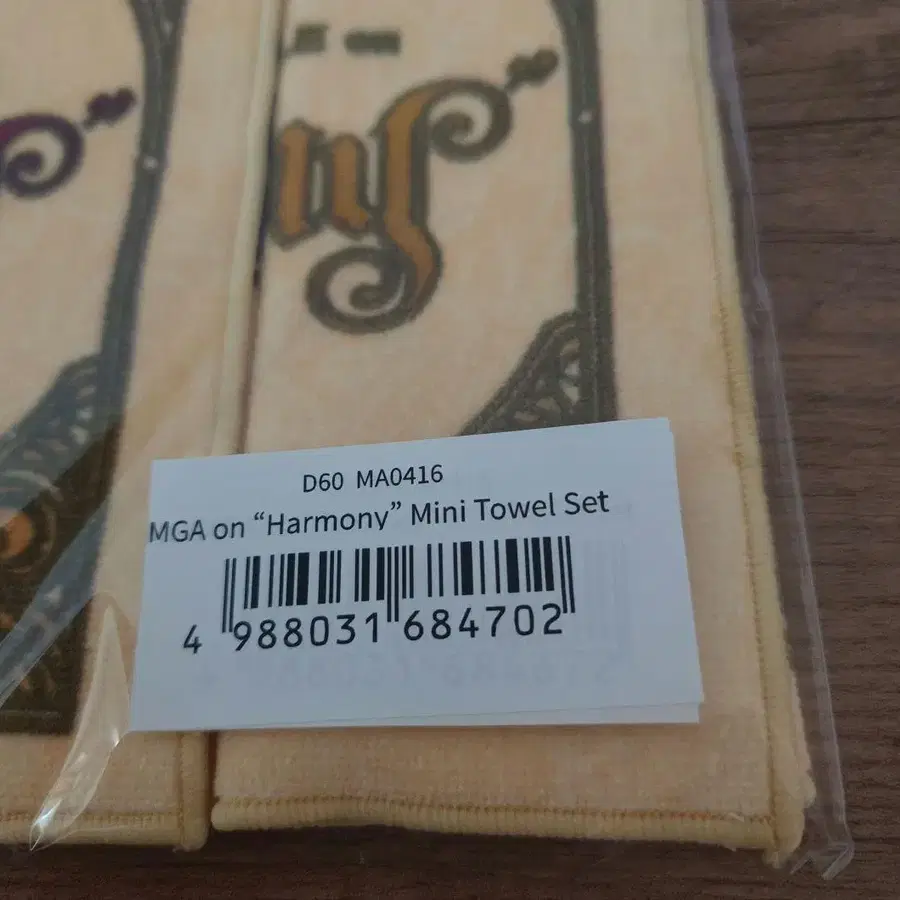 D60 MA0416
MGA on “Harmony” Mini Towel Set
4 988031 684702